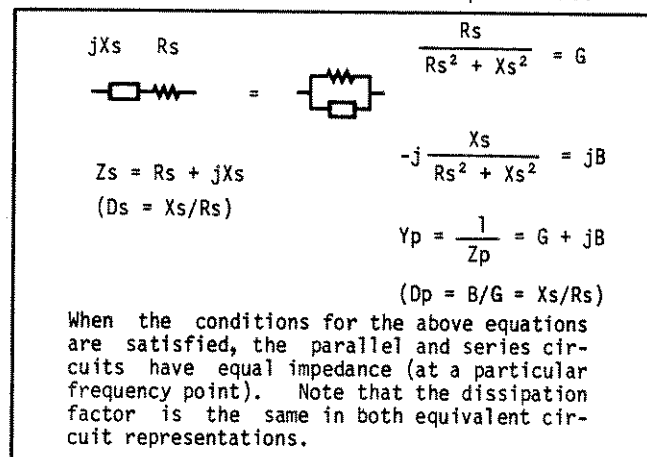 jXs Rs
=
Zs = Rs + jXs
(Ds = Xs/Rs)
Rs
Rs² + Xs² = G
-j Xs
Rs² + Xs² = jB
Yp = 1
Zp = G + jB
(Dp = B/G = Xs/Rs)
When the conditions for the above equations
are satisfied, the parallel and series cir-
cuits have equal impedance (at a particular
frequency point). Note that the dissipation
factor is the same in both equivalent cir-
cuit representations.